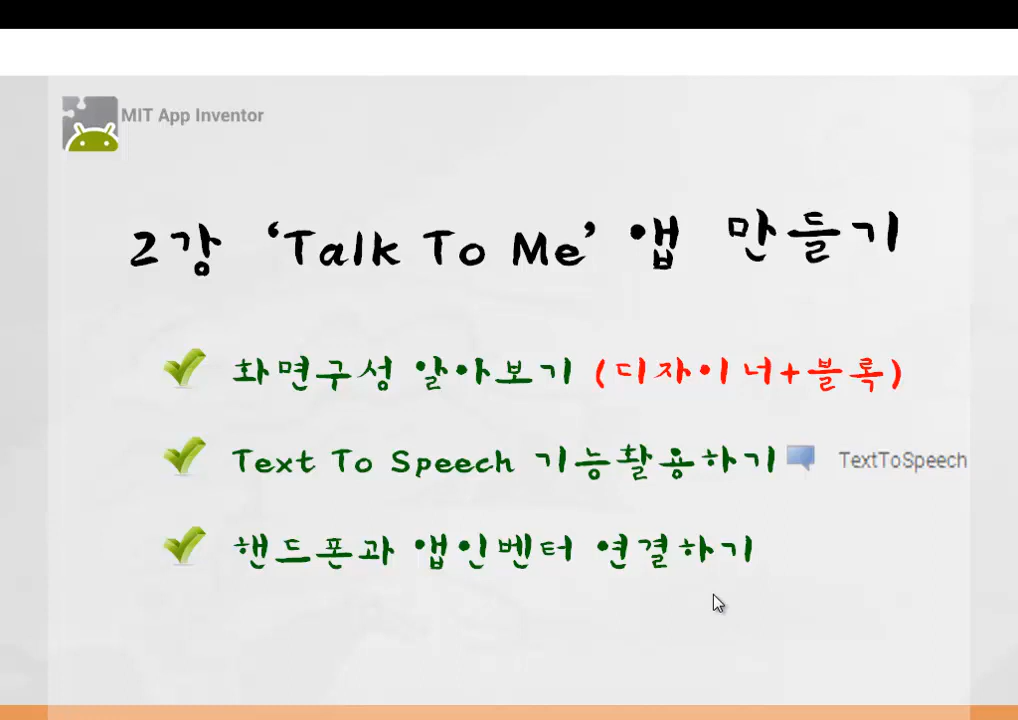 MIT App Inventor
2강 ‘Talk To Me’ 앱 만들기
화면구성 알아보기 (디자이너+블록)
Text To Speech 기능활용하기 TextToSpeech
핸드폰과 앱인벤터 연결하기